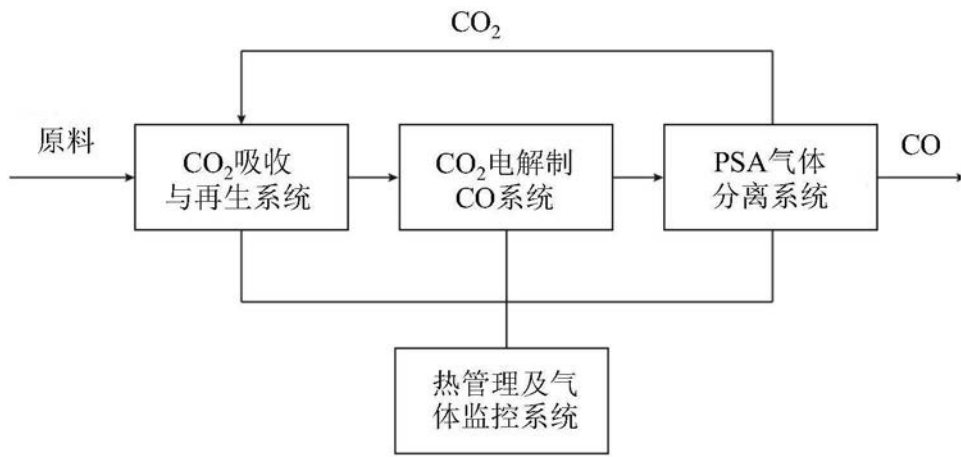 CO₂
原料
CO₂吸收
与再生系统
CO₂电解制
CO系统
PSA气体
分离系统
CO
热管理及气
体监控系统